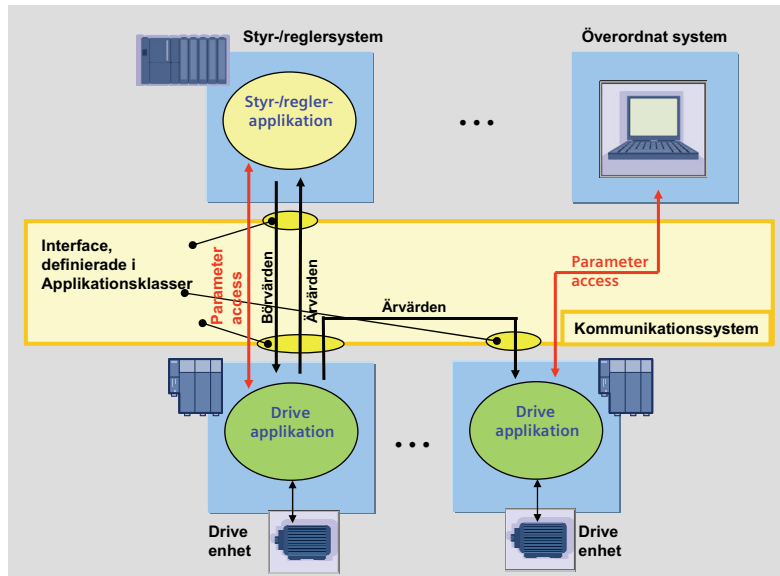 Styr-/reglersystem
Överordnat system
Styr-/regler-
applikation
...
Interface,
definierade i
Applikationsklasser
Parameter
access
Börvärden
Ärvärden
Ärvärden
Parameter
access
Kommunikationssystem
Drive
applikation
...
Drive
applikation
Drive
enhet
Drive
enhet